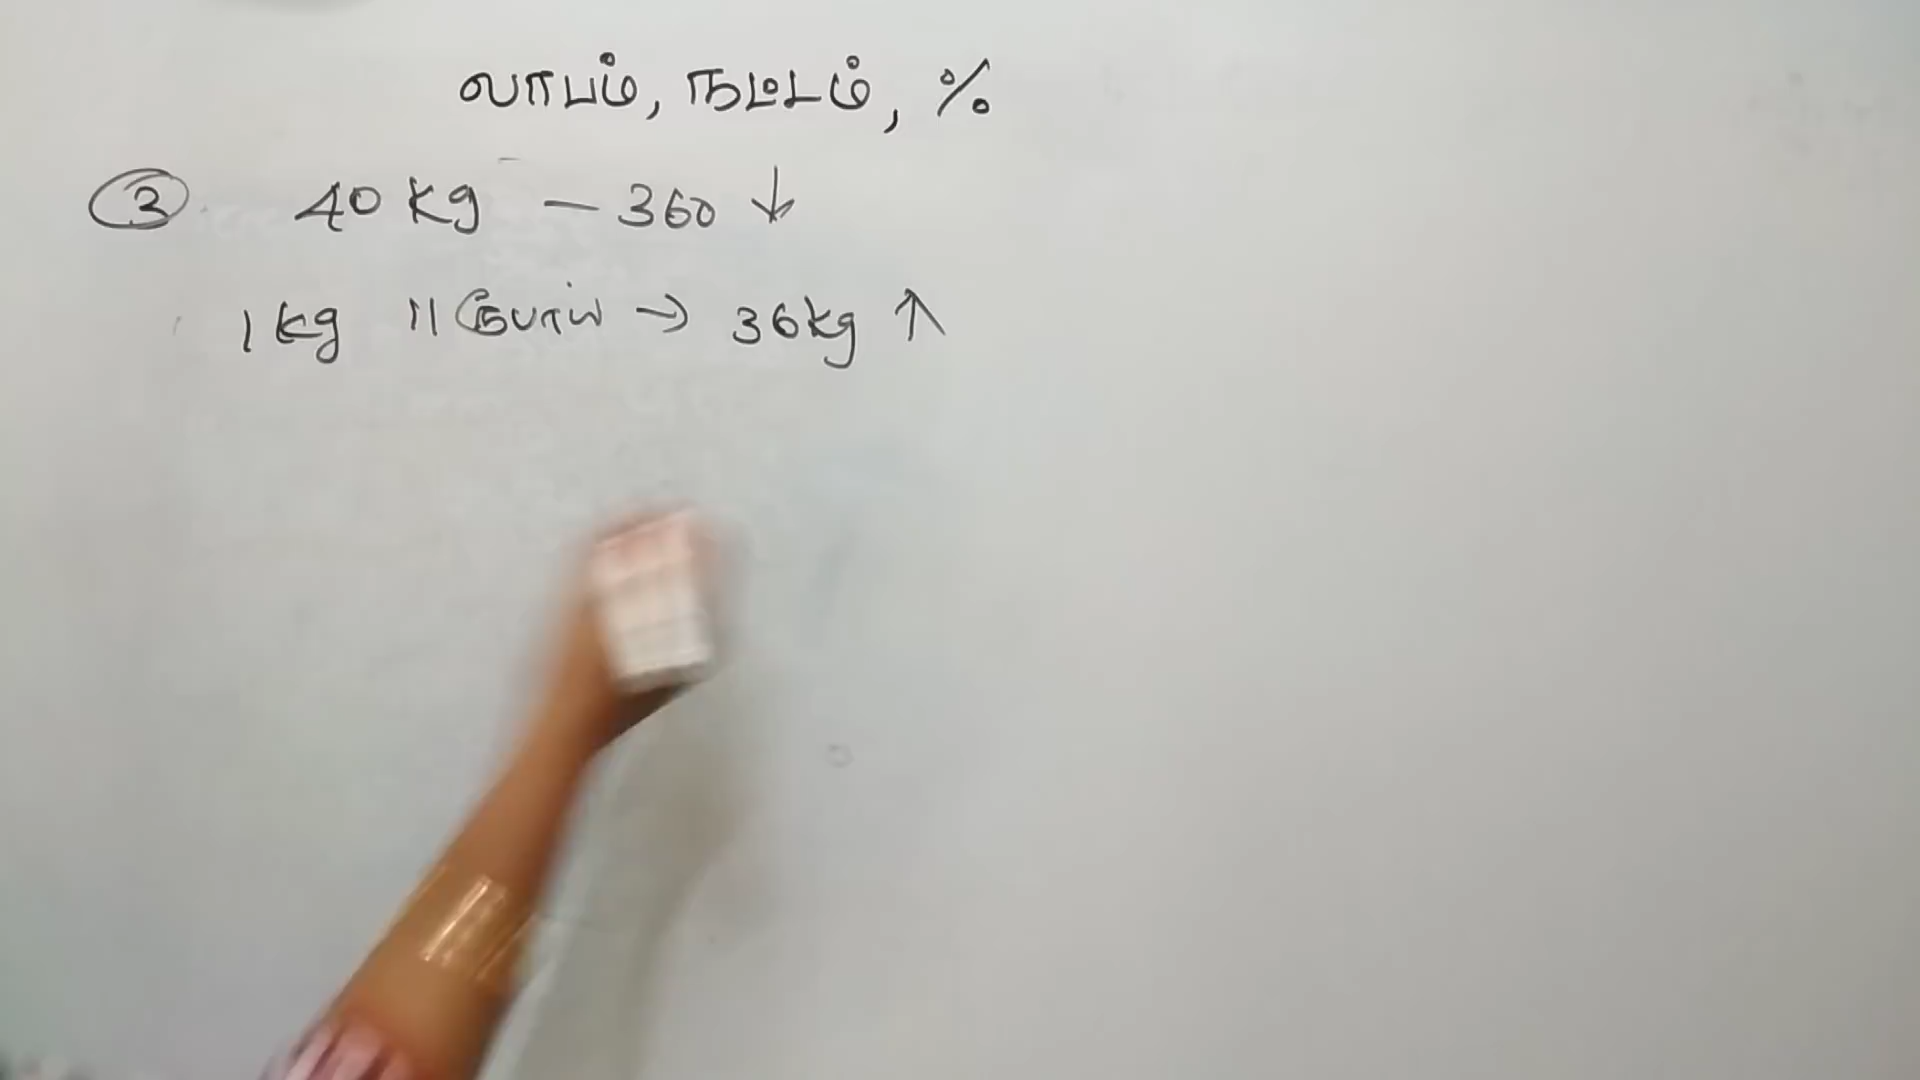 லாபம், நட்டம், %
3 40 kg – 360 ↓
1 kg 11 ரூபாய் → 36kg ↑